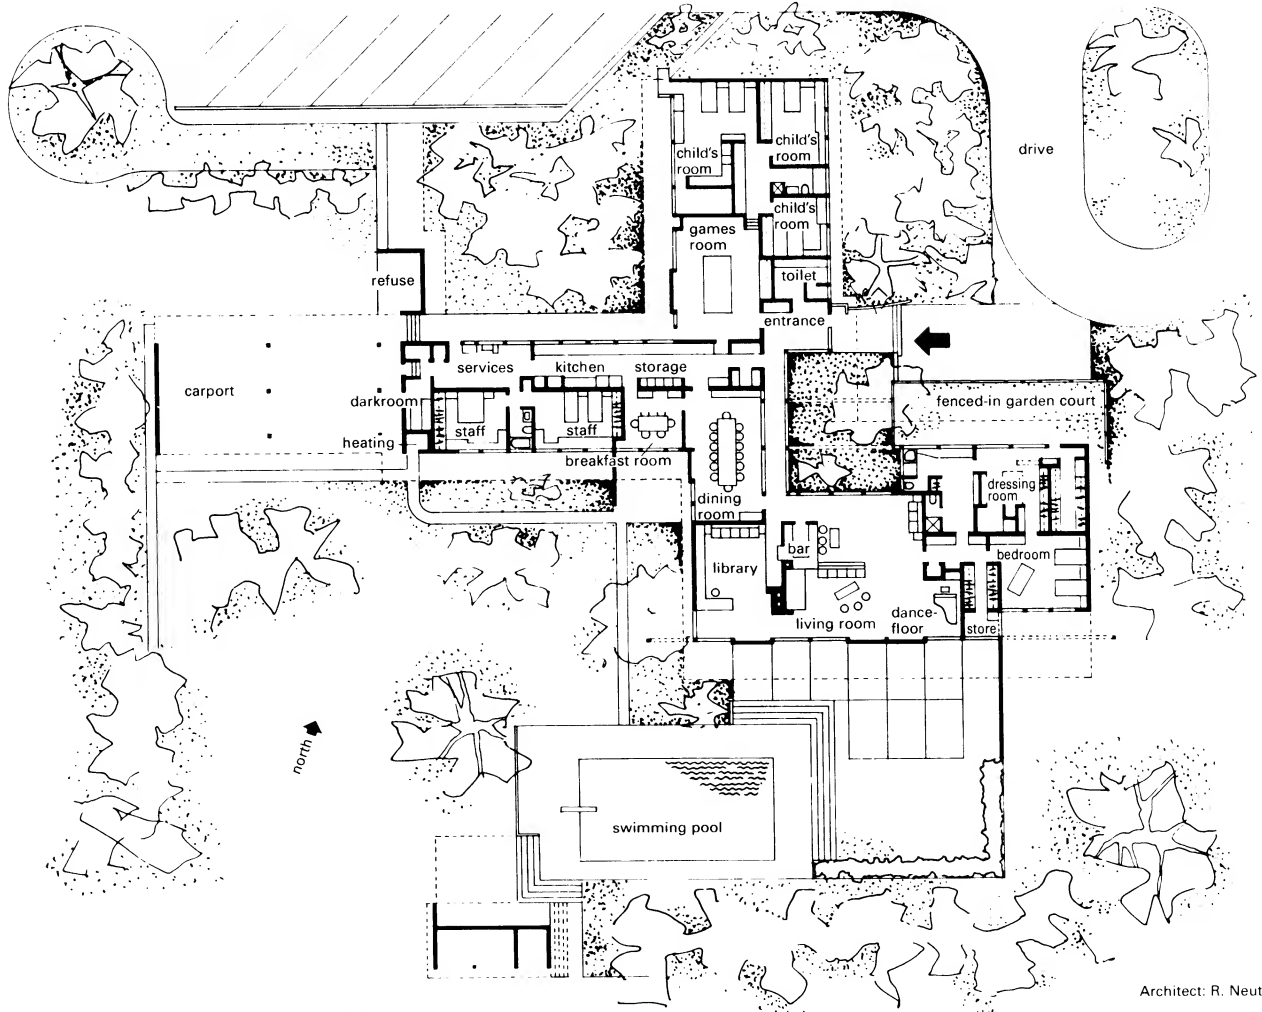 drive
child's
room
child's
room
child's
room
games
room
refuse
toilet
entrance
services
kitchen
storage
carport
darkroom
fenced-in garden court
staff
staff
heating
breakfast room
dressing
room
dining
room
bar
bedroom
library
living room
dance-
floor
store
north
swimming pool
Architect: R. Neut